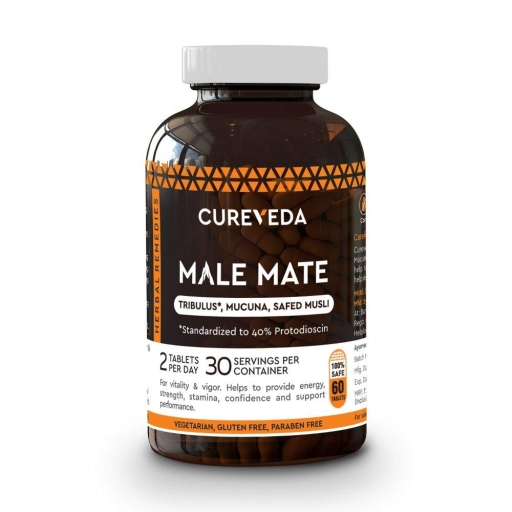 CUREVEDA
HERBAL REMEDIES
MALE MATE
TRIBULUS*, MUCUNA, SAFED MUSLI
*Standardized to 40% Protodioscin
2 TABLETS PER DAY 30 SERVINGS PER CONTAINER
For vitality & vigor. Helps to provide energy,
strength, stamina, confidence and support
performance.
100%
SAFE
60
TABLETS
VEGETARIAN, GLUTEN FREE, PARABEN FREE